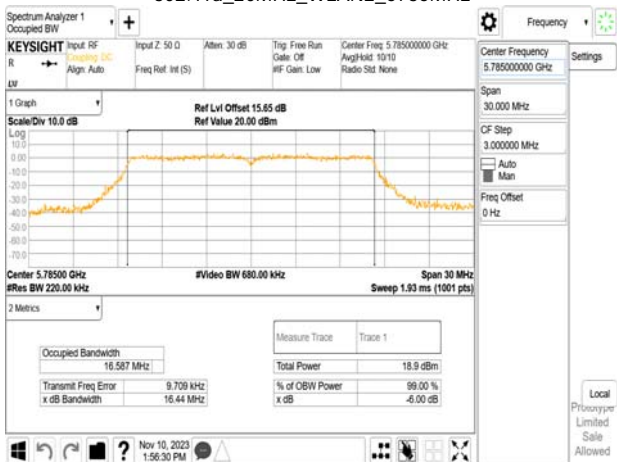 Spectrum Analyzer 1
Occupied BW
Frequency
KEYSIGHT
R
Input: RF
Coupling: DC
Align: Auto
Input Z: 50 Ω
Freq Ref: Int (S)
Atten: 30 dB
Trig: Free Run
Gate: Off
#IF Gain: Low
Center Freq: 5.785000000 GHz
Avg|Hold: 10/10
Radio Std: None
Center Frequency
5.785000000 GHz
Settings
Span
30.000 MHz
CF Step
3.000000 MHz
Auto
Man
Freq Offset
0 Hz
1 Graph
Scale/Div 10.0 dB
Ref Lvl Offset 15.65 dB
Ref Value 20.00 dBm
Log
10.0
0.00
-10.0
-20.0
-30.0
-40.0
-50.0
-60.0
-70.0
Center 5.78500 GHz
#Res BW 220.00 kHz
#Video BW 680.00 kHz
Span 30 MHz
Sweep 1.93 ms (1001 pts)
2 Metrics
Measure Trace Trace 1
Occupied Bandwidth
16.587 MHz
Total Power 18.9 dBm
Transmit Freq Error 9.709 kHz
% of OBW Power 99.00 %
x dB Bandwidth 16.44 MHz
x dB -6.00 dB
Local
Prototype
Limited
Sale
Allowed
?
Nov 10, 2023
1:56:30 PM